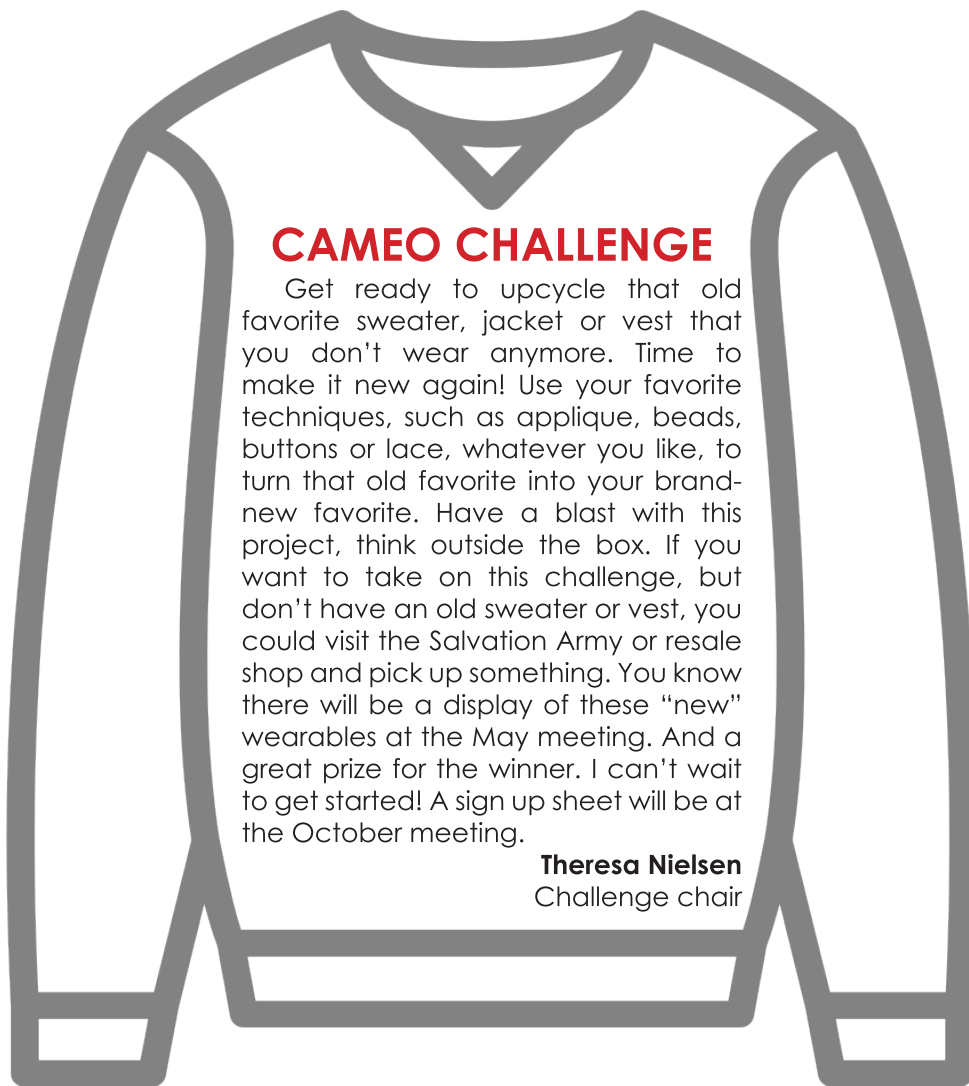 CAMEO CHALLENGE
Get ready to upcycle that old
favorite sweater, jacket or vest that
you don’t wear anymore. Time to
make it new again! Use your favorite
techniques, such as applique, beads,
buttons or lace, whatever you like, to
turn that old favorite into your brand-
new favorite. Have a blast with this
project, think outside the box. If you
want to take on this challenge, but
don’t have an old sweater or vest, you
could visit the Salvation Army or resale
shop and pick up something. You know
there will be a display of these “new”
wearables at the May meeting. And a
great prize for the winner. I can’t wait
to get started! A sign up sheet will be at
the October meeting.
Theresa Nielsen
Challenge chair